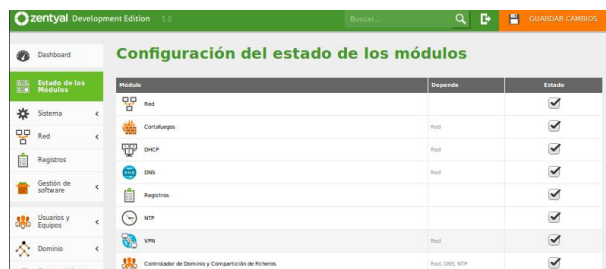 zentyal Development Edition 5.0
Buscar...
GUARDAR CAMBIOS
Dashboard
Estado de los
Módulos
Sistema
Red
Registros
Gestión de
software
Usuarios y
Equipos
Dominio
Configuración del estado de los módulos
Módulo Depende Estado
Red
Cortafuegos Red
DHCP Red
DNS Red
Registros
NTP
VPN Red
Controlador de Dominio y Compartición de Ficheros Red, DNS, NTP